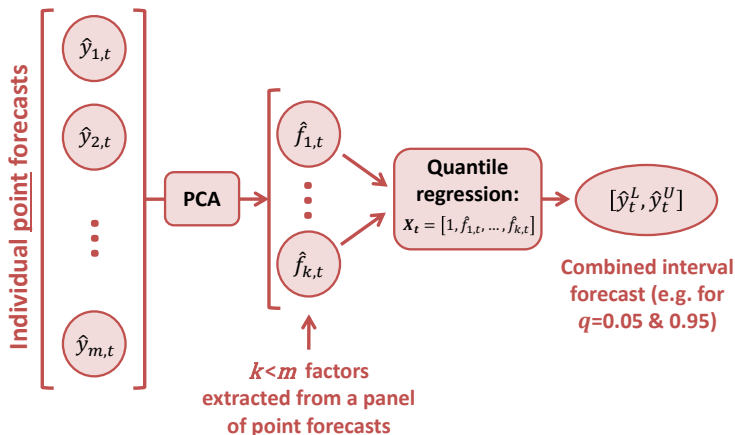 Individual point forecasts
ŷ1,t
ŷ2,t
⋮
ŷm,t
PCA
f̂1,t
⋮
f̂k,t
k<m factors
extracted from a panel
of point forecasts
Quantile
regression:
Xt = [1, f̂1,t, ..., f̂k,t]
[ŷtL, ŷtU]
Combined interval
forecast (e.g. for
q=0.05 & 0.95)